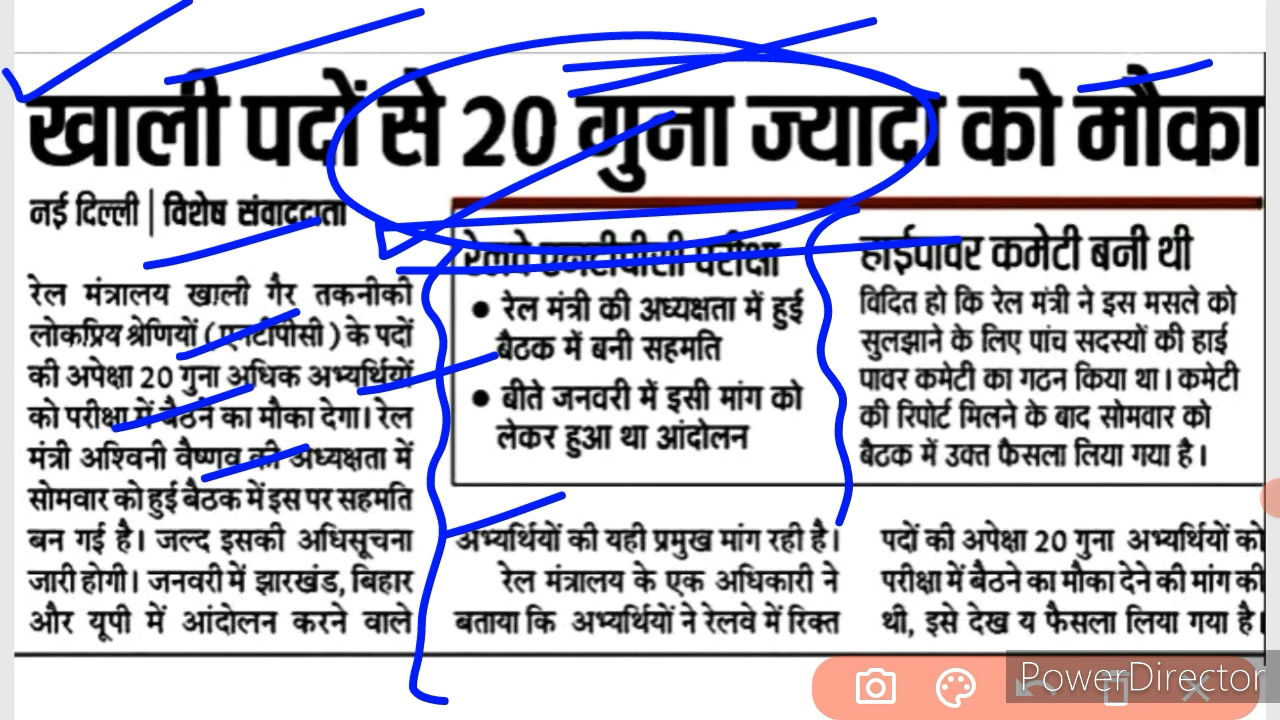 खाली पदों से 20 गुना ज्यादा को मौका
नई दिल्ली | विशेष संवाददाता
रेल मंत्रालय खाली गैर तकनीकी
लोकप्रिय श्रेणियों (एनटीपीसी) के पदों
की अपेक्षा 20 गुना अधिक अभ्यर्थियों
को परीक्षा में बैठने का मौका देगा। रेल
मंत्री अश्विनी वैष्णव की अध्यक्षता में
सोमवार को हुई बैठक में इस पर सहमति
बन गई है। जल्द इसकी अधिसूचना
जारी होगी। जनवरी में झारखंड, बिहार
और यूपी में आंदोलन करने वाले
रेलवे एनटीपीसी परीक्षा
● रेल मंत्री की अध्यक्षता में हुई
बैठक में बनी सहमति
● बीते जनवरी में इसी मांग को
लेकर हुआ था आंदोलन
हाईपावर कमेटी बनी थी
विदित हो कि रेल मंत्री ने इस मसले को
सुलझाने के लिए पांच सदस्यों की हाई
पावर कमेटी का गठन किया था। कमेटी
की रिपोर्ट मिलने के बाद सोमवार को
बैठक में उक्त फैसला लिया गया है।
अभ्यर्थियों की यही प्रमुख मांग रही है।
रेल मंत्रालय के एक अधिकारी ने
बताया कि अभ्यर्थियों ने रेलवे में रिक्त
पदों की अपेक्षा 20 गुना अभ्यर्थियों को
परीक्षा में बैठने का मौका देने की मांग की
थी, इसे देख य फैसला लिया गया है।
PowerDirector